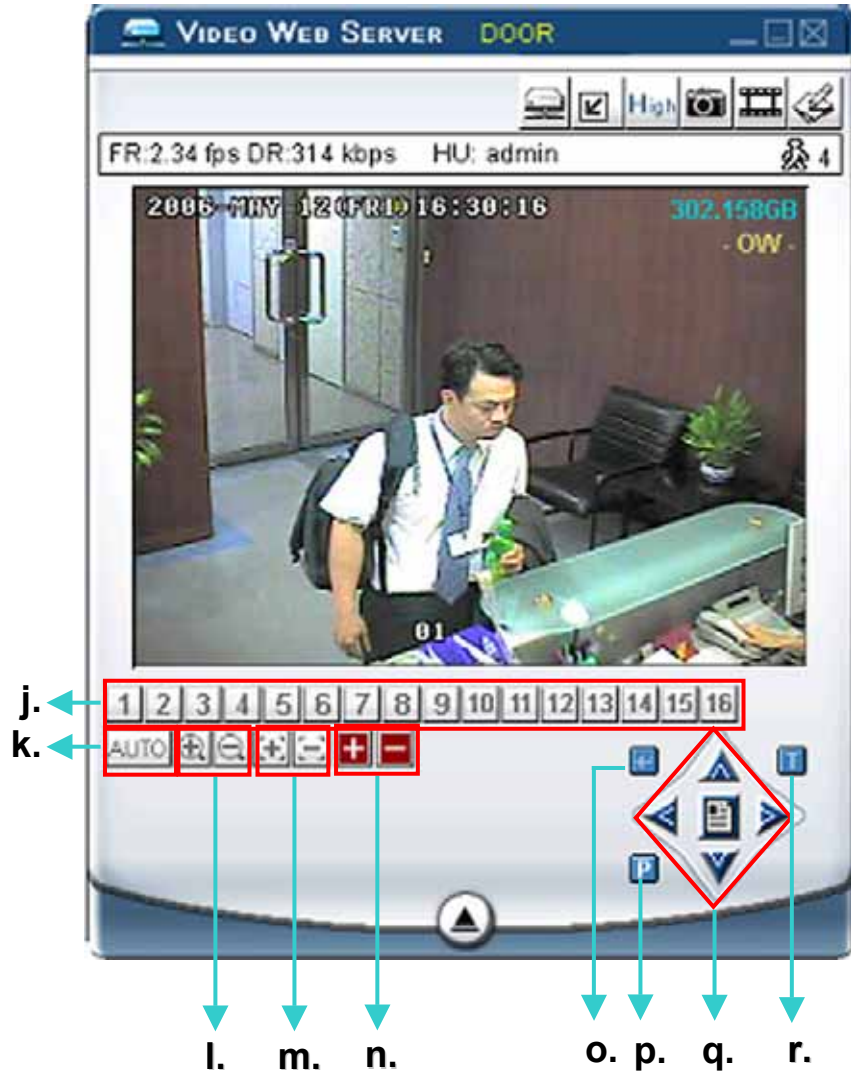 VIDEO WEB SERVER DOOR
High
FR:2.34 fps DR:314 kbps HU: admin 4
2006-MAY 12(FRI) 16:30:16 302.158GB
- OW -
01
j. 1 2 3 4 5 6 7 8 9 10 11 12 13 14 15 16
k. AUTO
T
P
l. m. n. o. p. q. r.